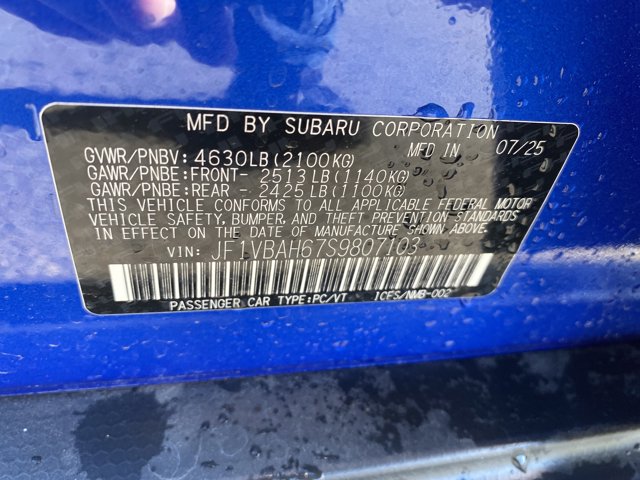 MFD BY SUBARU CORPORATION
MADE IN 07/25
GVWR/PNBV: 4630LB(2100KG)
GAWR/PNBE:FRONT- 2513LB(1140KG)
GAWR/PNBE:REAR - 2425LB(1100KG)
THIS VEHICLE CONFORMS TO ALL APPLICABLE FEDERAL MOTOR
VEHICLE SAFETY, BUMPER, AND THEFT PREVENTION STANDARDS
IN EFFECT ON THE DATE OF MANUFACTURE SHOWN ABOVE.
VIN: JF1VBAH67S9807103
PASSENGER CAR TYPE:PC/VT ICFS/NMB-002